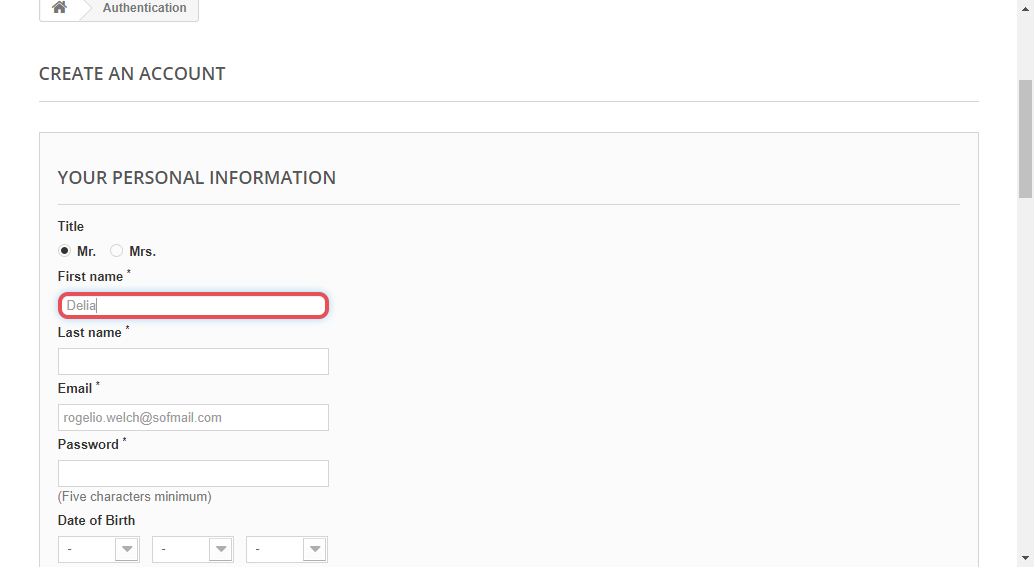 Authentication
CREATE AN ACCOUNT
YOUR PERSONAL INFORMATION
Title
Mr. Mrs.
First name *
Delia
Last name *
Email *
rogelio.welch@sofmail.com
Password *
(Five characters minimum)
Date of Birth
- - -